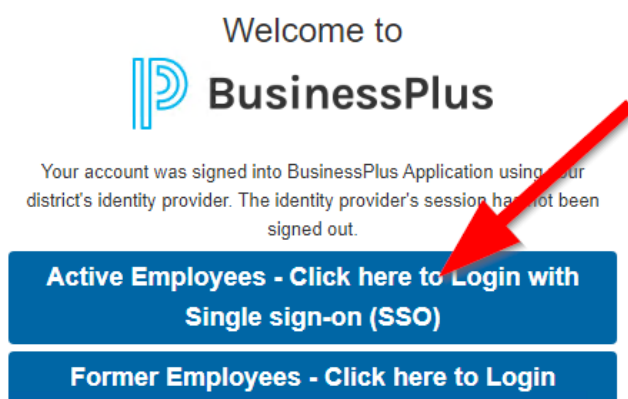 Welcome to
BusinessPlus
Your account was signed into BusinessPlus Application using your
district's identity provider. The identity provider's session has not been
signed out.
Active Employees - Click here to Login with
Single sign-on (SSO)
Former Employees - Click here to Login